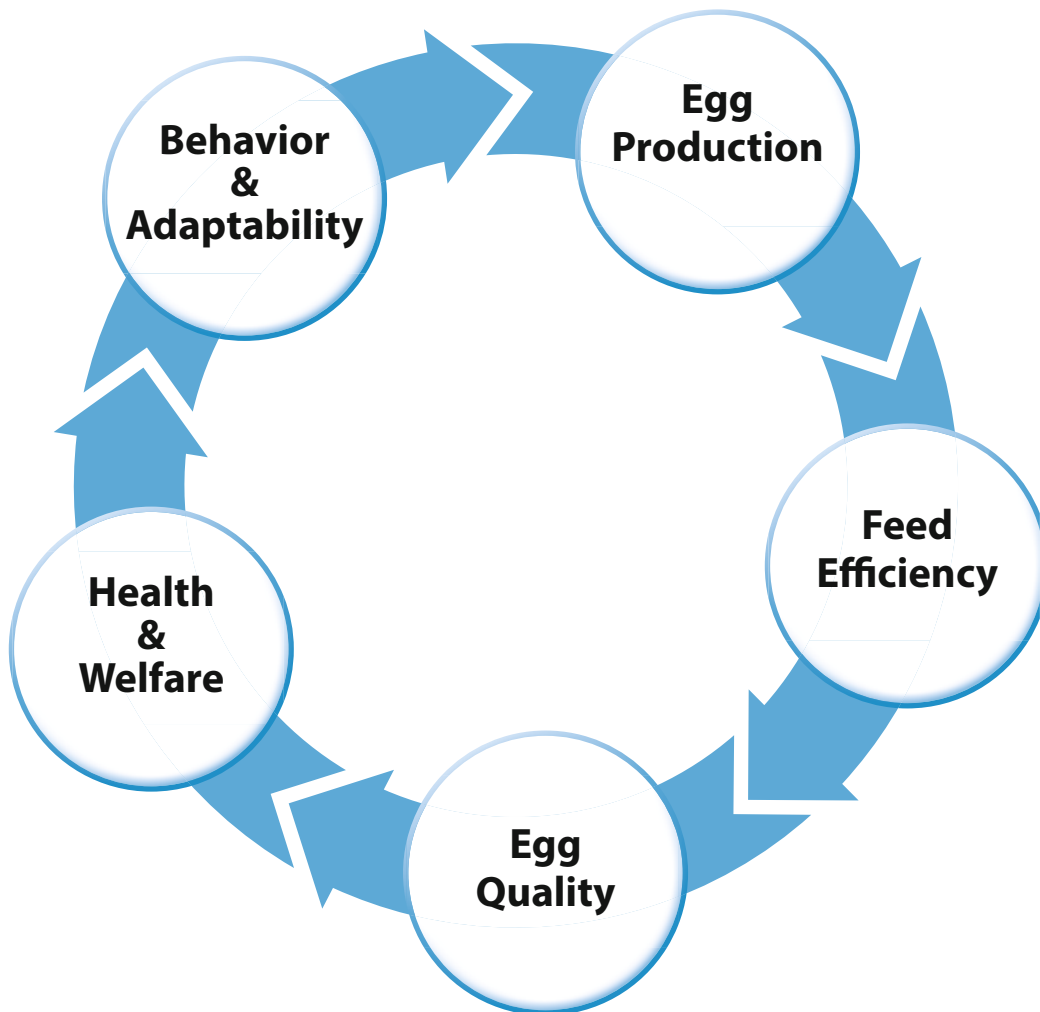 Egg
Production
Feed
Efficiency
Egg
Quality
Health
&
Welfare
Behavior
&
Adaptability